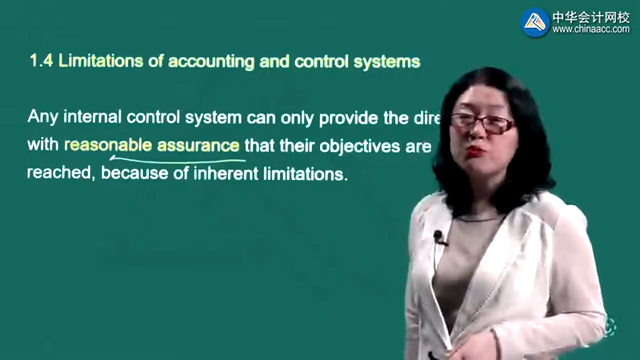 中华会计网校
www.chinaacc.com
1.4 Limitations of accounting and control systems
Any internal control system can only provide the dire
with reasonable assurance that their objectives are
reached, because of inherent limitations.